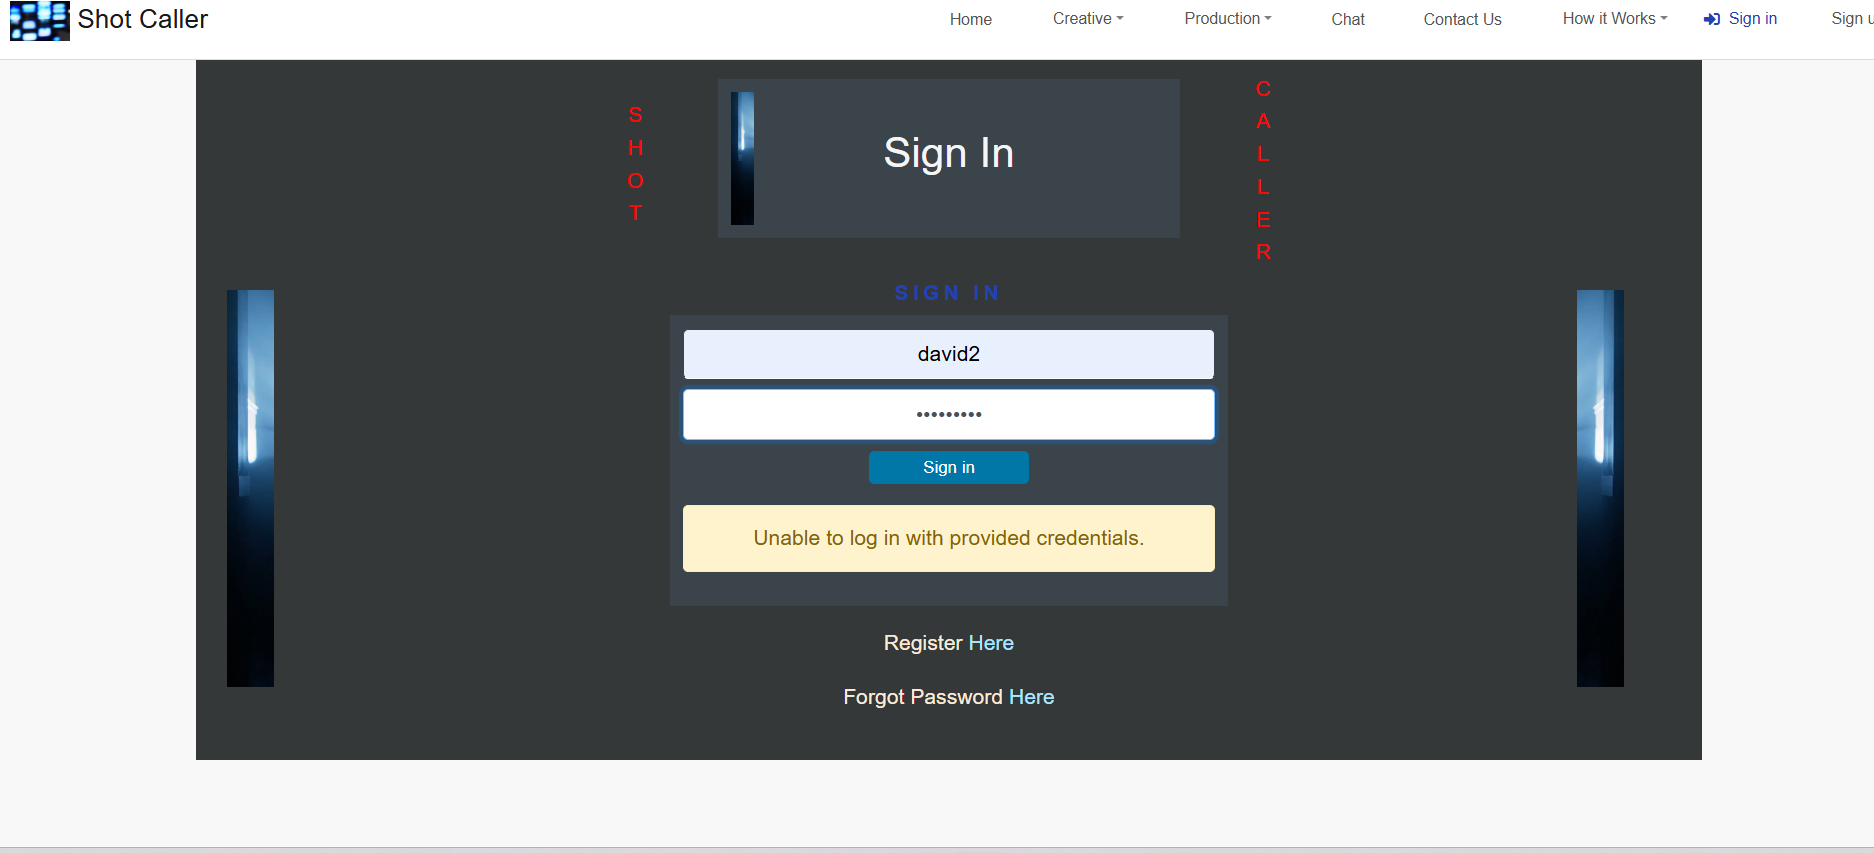 Shot Caller
Home Creative Production Chat Contact Us How it Works Sign in Sign u
S
H
O
T
Sign In
C
A
L
L
E
R
SIGN IN
david2
•••••••••
Sign in
Unable to log in with provided credentials.
Register Here
Forgot Password Here